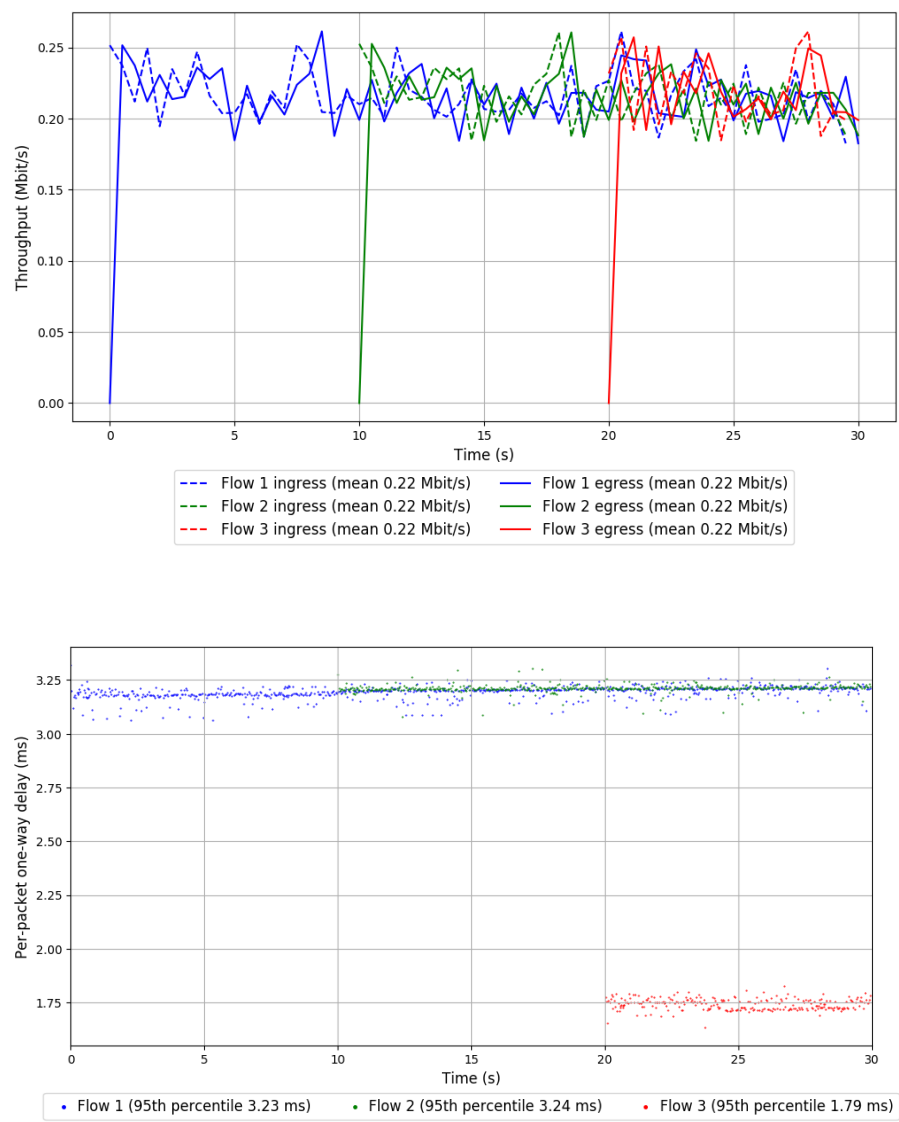 0.25
0.20
0.15
0.10
0.05
0.00
Throughput (Mbit/s)
0 5 10 15 20 25 30
Time (s)
Flow 1 ingress (mean 0.22 Mbit/s) Flow 1 egress (mean 0.22 Mbit/s)
Flow 2 ingress (mean 0.22 Mbit/s) Flow 2 egress (mean 0.22 Mbit/s)
Flow 3 ingress (mean 0.22 Mbit/s) Flow 3 egress (mean 0.22 Mbit/s)
3.25
3.00
2.75
2.50
2.25
2.00
1.75
Per-packet one-way delay (ms)
0 5 10 15 20 25 30
Time (s)
Flow 1 (95th percentile 3.23 ms) Flow 2 (95th percentile 3.24 ms) Flow 3 (95th percentile 1.79 ms)